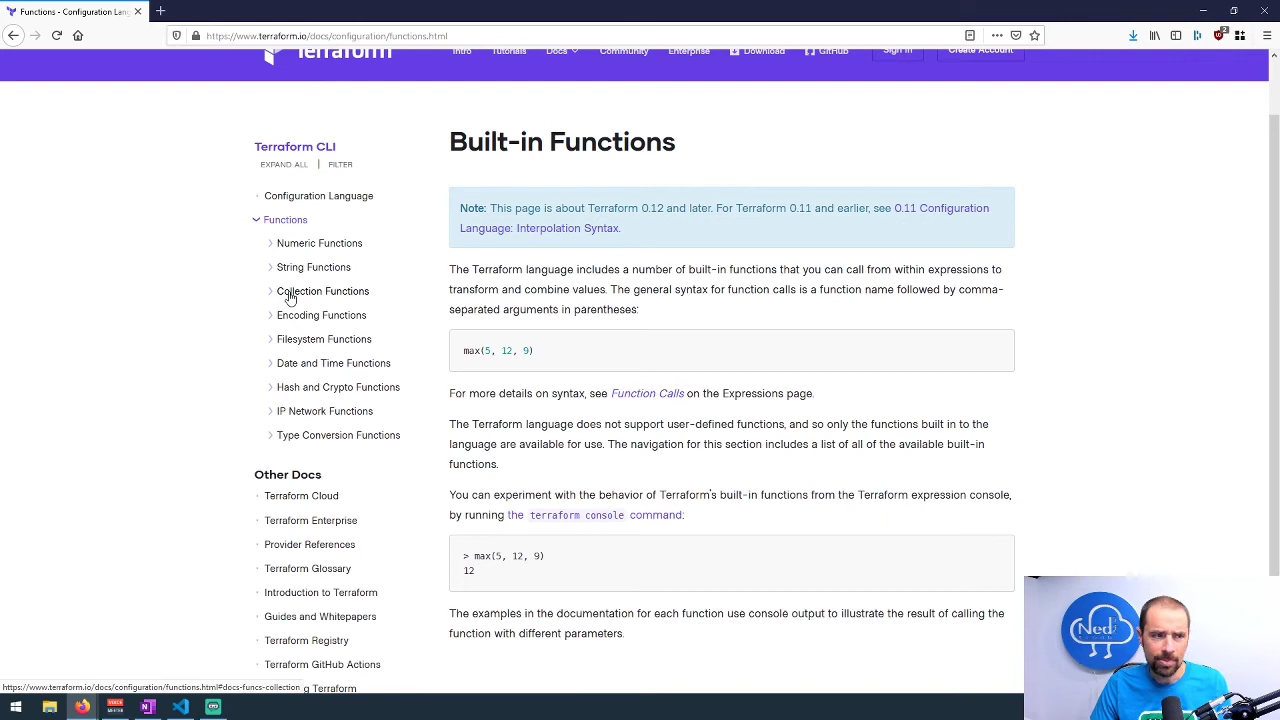 Functions - Configuration Lang
https://www.terraform.io/docs/configuration/functions.html
2
Terraform
Intro
Tutorials
Docs
Community
Enterprise
Download
GitHub
Sign In
Create Account
Terraform CLI
EXPAND ALL | FILTER
Configuration Language
Functions
Numeric Functions
String Functions
Collection Functions
Encoding Functions
Filesystem Functions
Date and Time Functions
Hash and Crypto Functions
IP Network Functions
Type Conversion Functions
Other Docs
Terraform Cloud
Terraform Enterprise
Provider References
Terraform Glossary
Introduction to Terraform
Guides and Whitepapers
Terraform Registry
Terraform GitHub Actions
ng Terraform
Built-in Functions
Note: This page is about Terraform 0.12 and later. For Terraform 0.11 and earlier, see 0.11 Configuration
Language: Interpolation Syntax.
The Terraform language includes a number of built-in functions that you can call from within expressions to
transform and combine values. The general syntax for function calls is a function name followed by comma-
separated arguments in parentheses:
max(5, 12, 9)
For more details on syntax, see Function Calls on the Expressions page.
The Terraform language does not support user-defined functions, and so only the functions built in to the
language are available for use. The navigation for this section includes a list of all of the available built-in
functions.
You can experiment with the behavior of Terraform's built-in functions from the Terraform expression console,
by running the terraform console command:
> max(5, 12, 9)
12
The examples in the documentation for each function use console output to illustrate the result of calling the
function with different parameters.
https://www.terraform.io/docs/configuration/functions.html#docs-funcs-collection
Ned